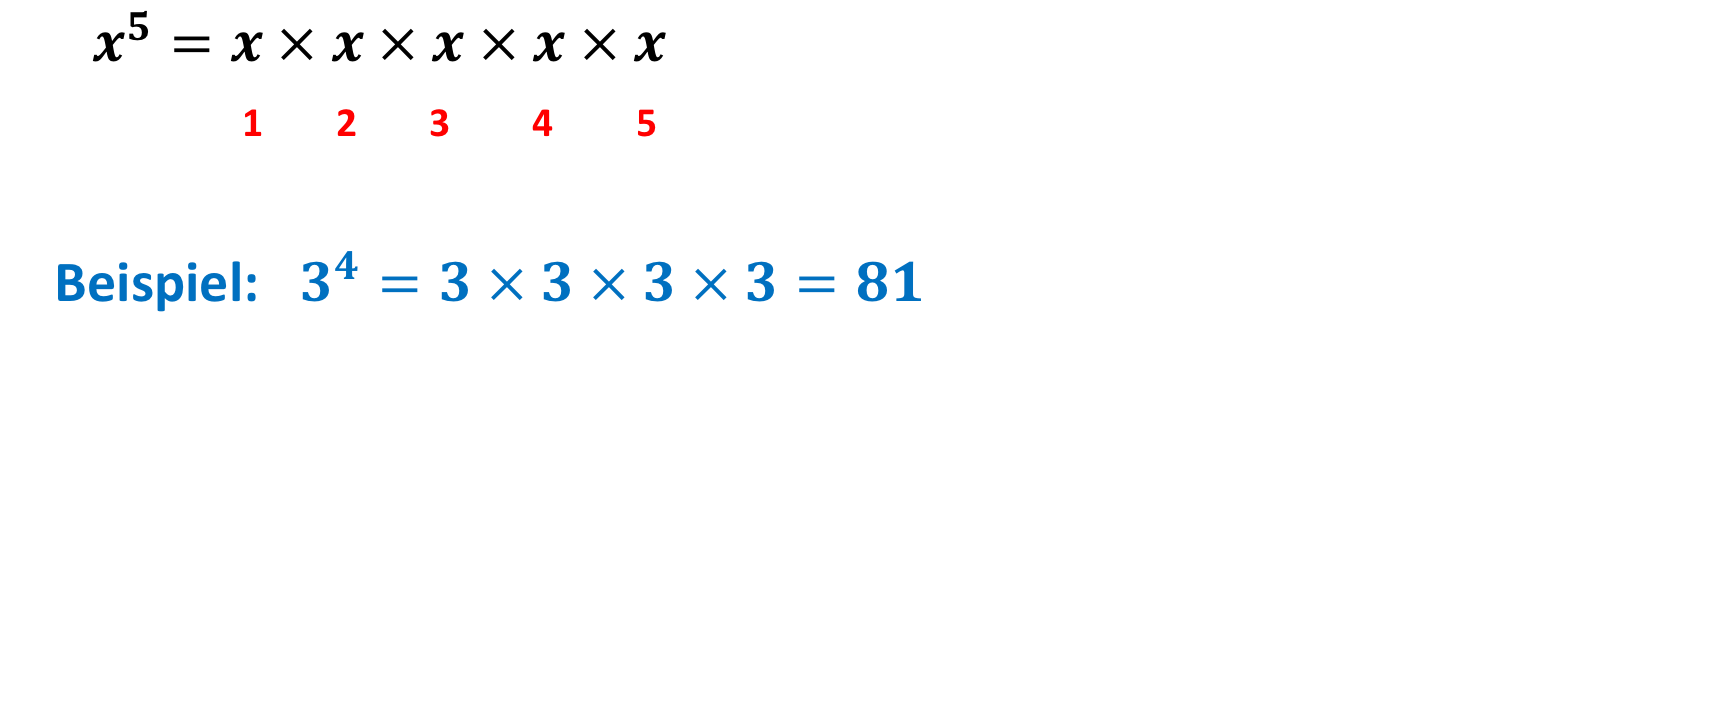 x⁵ = x × x × x × x × x
1 2 3 4 5
Beispiel: 3⁴ = 3 × 3 × 3 × 3 = 81